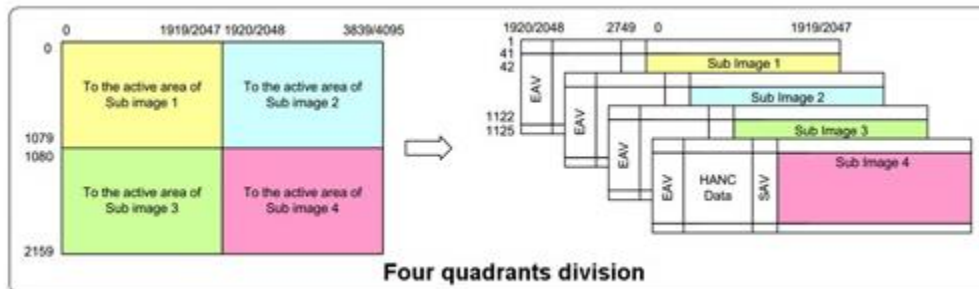 0 1919/2047 1920/2048 3839/4095
0
To the active area of
Sub image 1
To the active area of
Sub image 2
1079
1080
To the active area of
Sub image 3
To the active area of
Sub image 4
2159
1920/2048 2749 0 1919/2047
1
41
42
1122
1125
EAV
Sub Image 1
EAV
Sub Image 2
EAV
Sub Image 3
EAV
HANC
Data
SAV
Sub Image 4
Four quadrants division